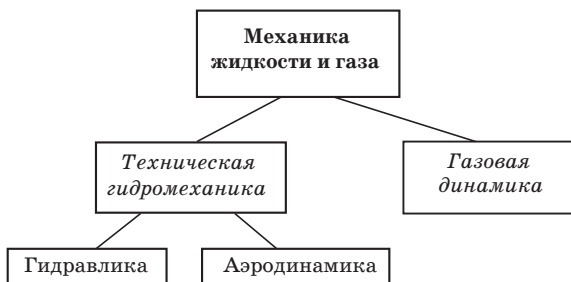 Механика
жидкости и газа
Техническая
гидромеханика
Газовая
динамика
Гидравлика
Аэродинамика